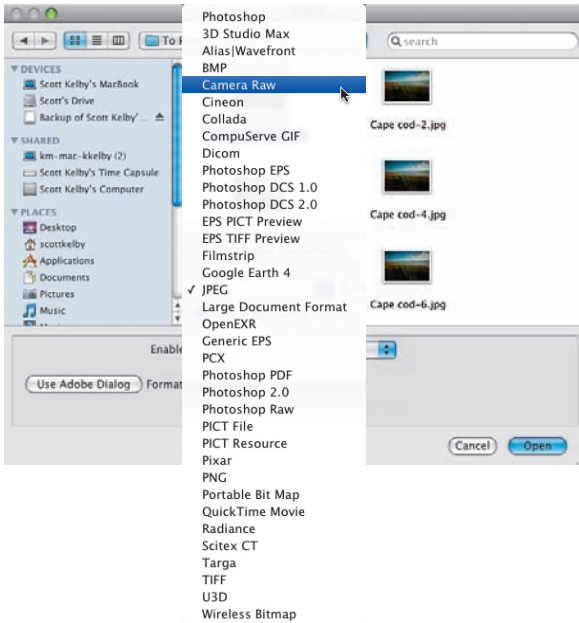 Photoshop
3D Studio Max
Alias|Wavefront
BMP
Camera Raw
Cineon
Collada
CompuServe GIF
Dicom
Photoshop EPS
Photoshop DCS 1.0
Photoshop DCS 2.0
EPS PICT Preview
EPS TIFF Preview
Filmstrip
Google Earth 4
✓ JPEG
Large Document Format
OpenEXR
Generic EPS
PCX
Photoshop PDF
Photoshop 2.0
Photoshop Raw
PICT File
PICT Resource
Pixar
PNG
Portable Bit Map
QuickTime Movie
Radiance
Scitex CT
Targa
TIFF
U3D
Wireless Bitmap
To
search
DEVICES
Scott Kelby's MacBook
Scott's Drive
Backup of Scott Kelby'...
SHARED
km-mac-kkelby (2)
Scott Kelby's Time Capsule
Scott Kelby's Computer
PLACES
Desktop
scottkelby
Applications
Documents
Pictures
Music
Cape cod-2.jpg
Cape cod-4.jpg
Cape cod-6.jpg
Enable
Use Adobe Dialog
Format
Cancel
Open